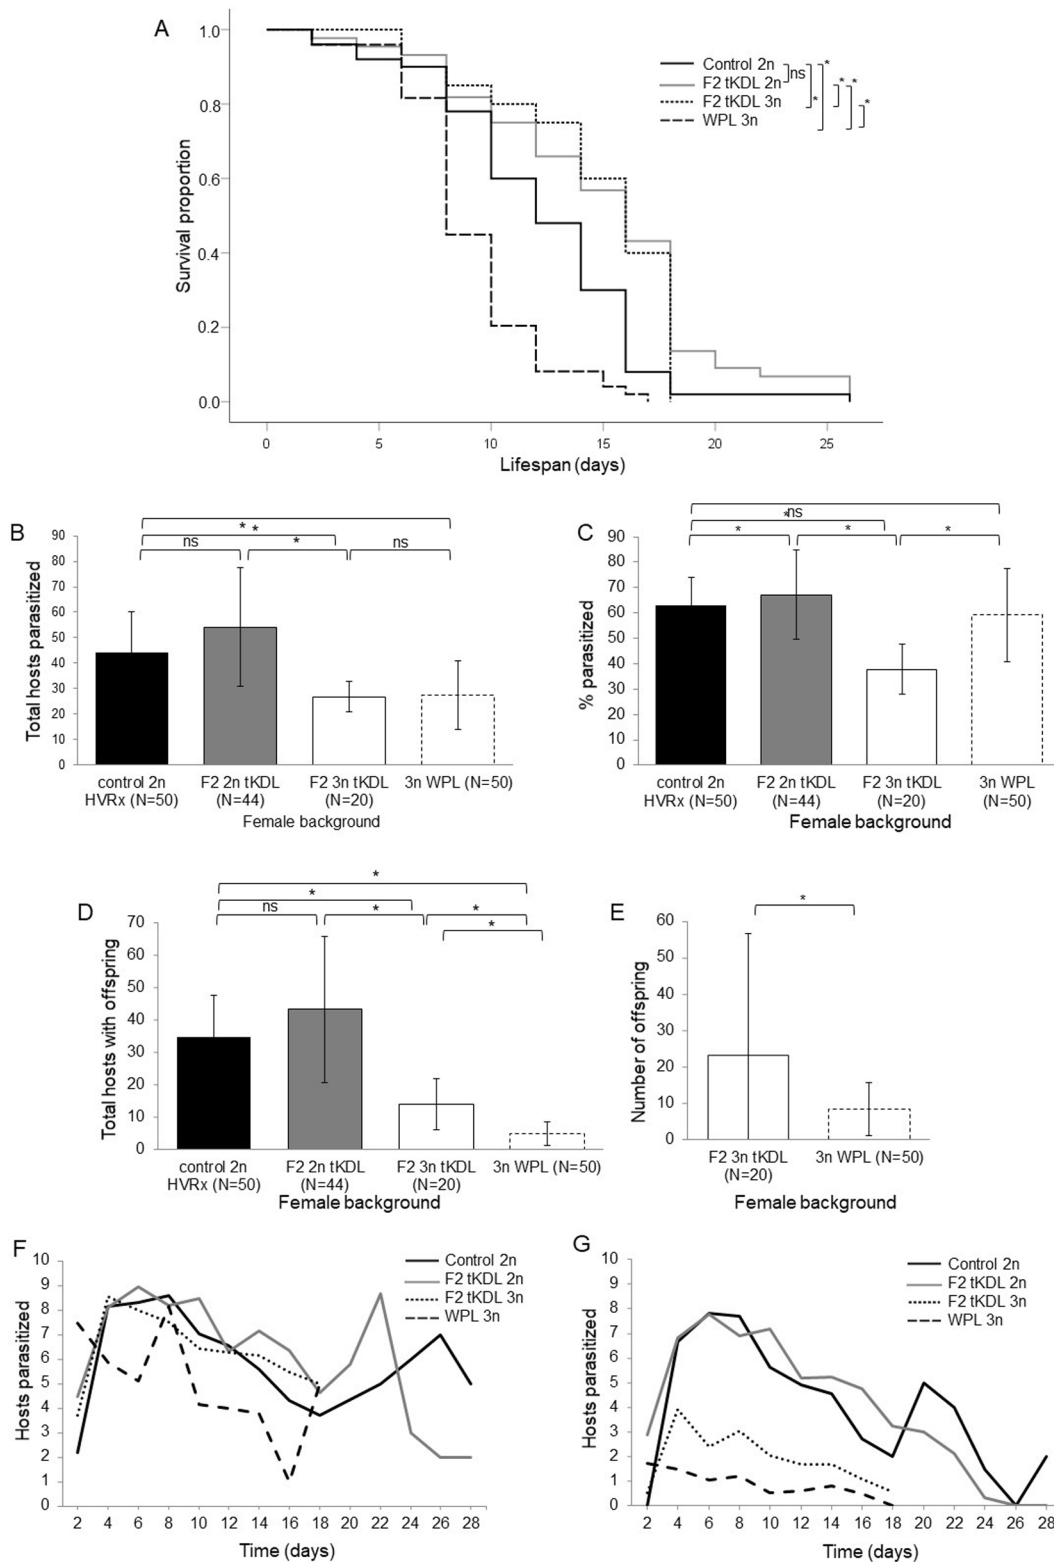 A
1.0
0.8
0.6
0.4
0.2
0.0
Survival proportion
0 5 10 15 20 25
Lifespan (days)
Control 2n
F2 tKDL 2n
F2 tKDL 3n
WPL 3n
ns * * * * *
B
* *
ns * ns
90
80
70
60
50
40
30
20
10
0
Total hosts parasitized
control 2n HVRx (N=50)
F2 2n tKDL (N=44)
F2 3n tKDL (N=20)
3n WPL (N=50)
Female background
C
ns
*
* * *
90
80
70
60
50
40
30
20
10
0
% parasitized
control 2n HVRx (N=50)
F2 2n tKDL (N=44)
F2 3n tKDL (N=20)
3n WPL (N=50)
Female background
D
*
*
ns * *
*
70
60
50
40
30
20
10
0
Total hosts with offspring
control 2n HVRx (N=50)
F2 2n tKDL (N=44)
F2 3n tKDL (N=20)
3n WPL (N=50)
Female background
E
*
60
50
40
30
20
10
0
Number of offspring
F2 3n tKDL (N=20)
3n WPL (N=50)
Female background
F
10
9
8
7
6
5
4
3
2
1
0
Hosts parasitized
Control 2n
F2 tKDL 2n
F2 tKDL 3n
WPL 3n
2 4 6 8 10 12 14 16 18 20 22 24 26 28
Time (days)
G
10
9
8
7
6
5
4
3
2
1
0
Hosts parasitized
Control 2n
F2 tKDL 2n
F2 tKDL 3n
WPL 3n
2 4 6 8 10 12 14 16 18 20 22 24 26 28
Time (days)